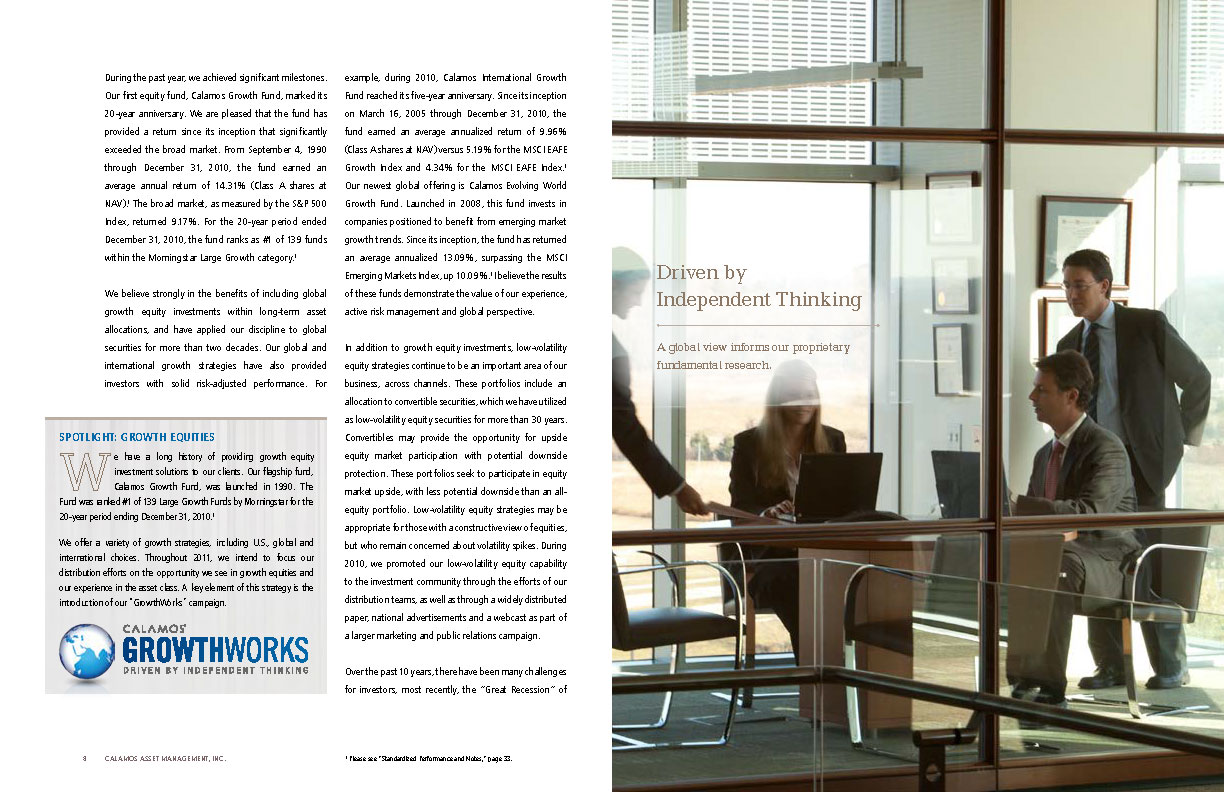 During the past year, we achieved significant milestones.
Our first equity fund, Calamos Growth Fund, marked its
20-year anniversary. We are pleased that the fund has
provided a return since its inception that significantly
exceeded the broad market. From September 4, 1990
through December 31, 2010, the fund earned an
average annual return of 14.31% (Class A shares at
NAV).¹ The broad market, as measured by the S&P 500
Index, returned 9.17%. For the 20-year period ended
December 31, 2010, the fund ranks as #1 of 139 funds
within the Morningstar Large Growth category.¹
We believe strongly in the benefits of including global
growth equity investments within long-term asset
allocations, and have applied our discipline to global
securities for more than two decades. Our global and
international growth strategies have also provided
investors with solid risk-adjusted performance. For
SPOTLIGHT: GROWTH EQUITIES
We have a long history of providing growth equity
investment solutions to our clients. Our flagship fund,
Calamos Growth Fund, was launched in 1990. The
Fund was ranked #1 of 139 Large Growth Funds by Morningstar for the
20-year period ending December 31, 2010.¹
We offer a variety of growth strategies, including U.S., global and
international choices. Throughout 2011, we intend to focus our
distribution efforts on the opportunity we see in growth equities and
our experience in the asset class. A key element of this strategy is the
introduction of our "GrowthWorks" campaign.
CALAMOS®
GROWTHWORKS
DRIVEN BY INDEPENDENT THINKING
example, during 2010, Calamos International Growth
Fund reached its five-year anniversary. Since its inception
on March 16, 2005 through December 31, 2010, the
fund earned an average annualized return of 9.96%
(Class A shares at NAV) versus 5.19% for the MSCI EAFE
Growth Index and 4.34% for the MSCI EAFE Index.¹
Our newest global offering is Calamos Evolving World
Growth Fund. Launched in 2008, this fund invests in
companies positioned to benefit from emerging market
growth trends. Since its inception, the fund has returned
an average annualized 13.09%, surpassing the MSCI
Emerging Markets Index, up 10.09%.¹ I believe the results
of these funds demonstrate the value of our experience,
active risk management and global perspective.
In addition to growth equity investments, low-volatility
equity strategies continue to be an important area of our
business, across channels. These portfolios include an
allocation to convertible securities, which we have utilized
as low-volatility equity securities for more than 30 years.
Convertibles may provide the opportunity for upside
equity market participation with potential downside
protection. These portfolios seek to participate in equity
market upside, with less potential downside than an all-
equity portfolio. Low-volatility equity strategies may be
appropriate for those with a constructive view of equities,
but who remain concerned about volatility spikes. During
2010, we promoted our low-volatility equity capability
to the investment community through the efforts of our
distribution teams, as well as through a widely distributed
paper, national advertisements and a webcast as part of
a larger marketing and public relations campaign.
Over the past 10 years, there have been many challenges
for investors, most recently, the "Great Recession" of
8 CALAMOS ASSET MANAGEMENT, INC.
¹ Please see "Standardized Performance and Notes," page 33.
Driven by
Independent Thinking
A global view informs our proprietary
fundamental research.